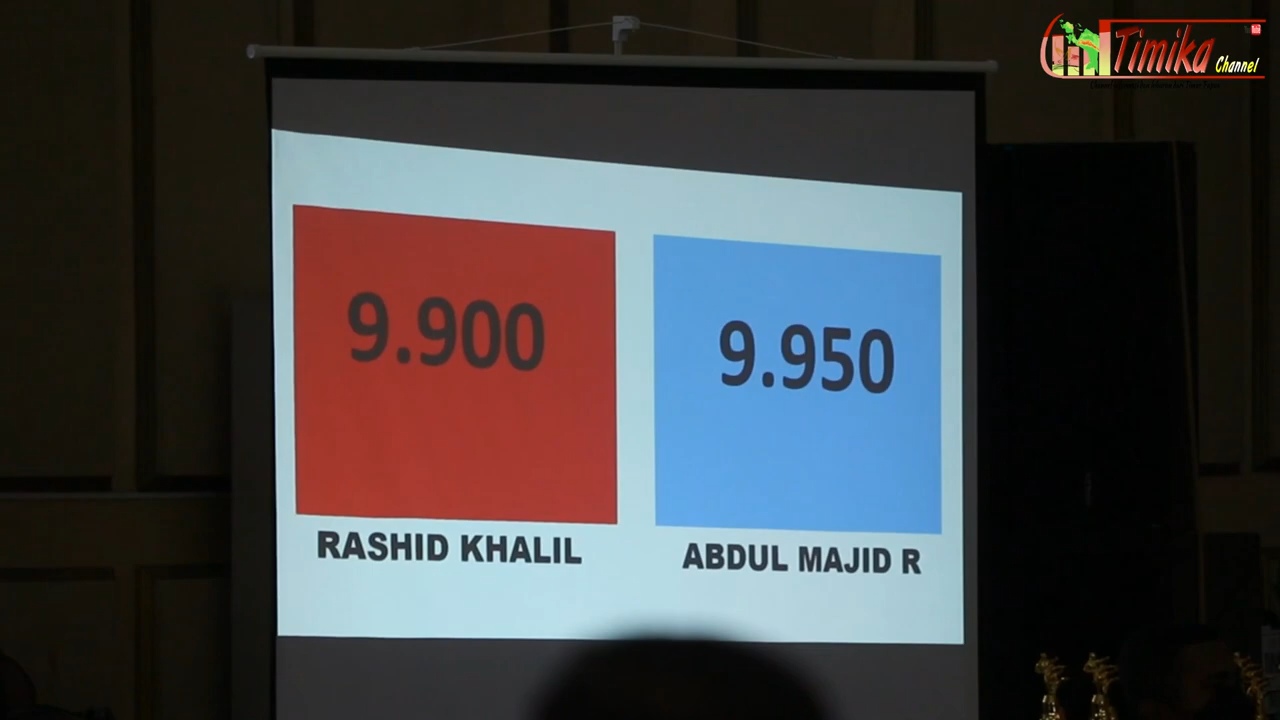 Timika
Channel
9.900
9.950
RASHID KHALIL
ABDUL MAJID R